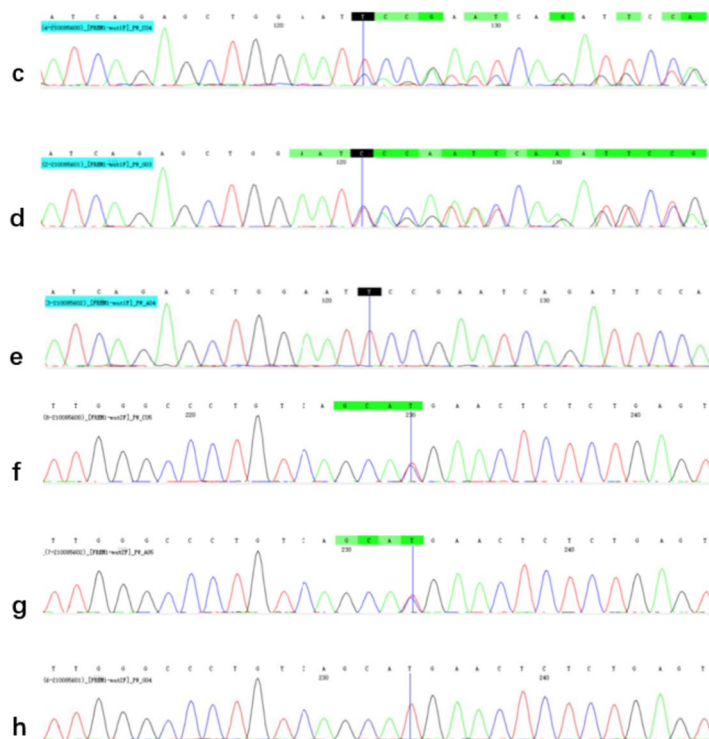 A T C A G A G C T G G A A T T C C G A A T C A G A T T C C A
120 130
c
A T C A G A G C T G G A A T C C C A A T C C A A A T T C C G
120 130
d
A T C A G A G C T G G A A T T C C G A A T C A G A T T C C A
120 130
e
T T G G G C C C T G T C A G C A T G A A C T C T C T G A G T
220 230 240
f
T T G G G C C C T G T C A G C A T G A A C T C T C T G A G T
230 240
g
T T G G G C C C T G T C A G C A T G A A C T C T C T G A G T
230 240
h